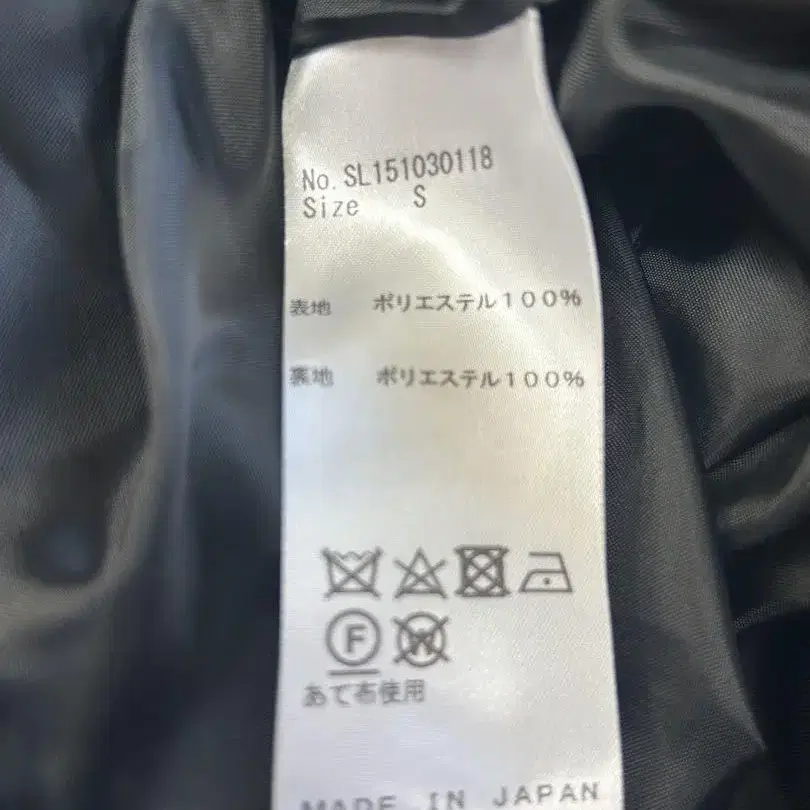 No. SL151030118
Size S
表地 ポリエステル100%
裏地 ポリエステル100%
F W
あて布使用
MADE IN JAPAN